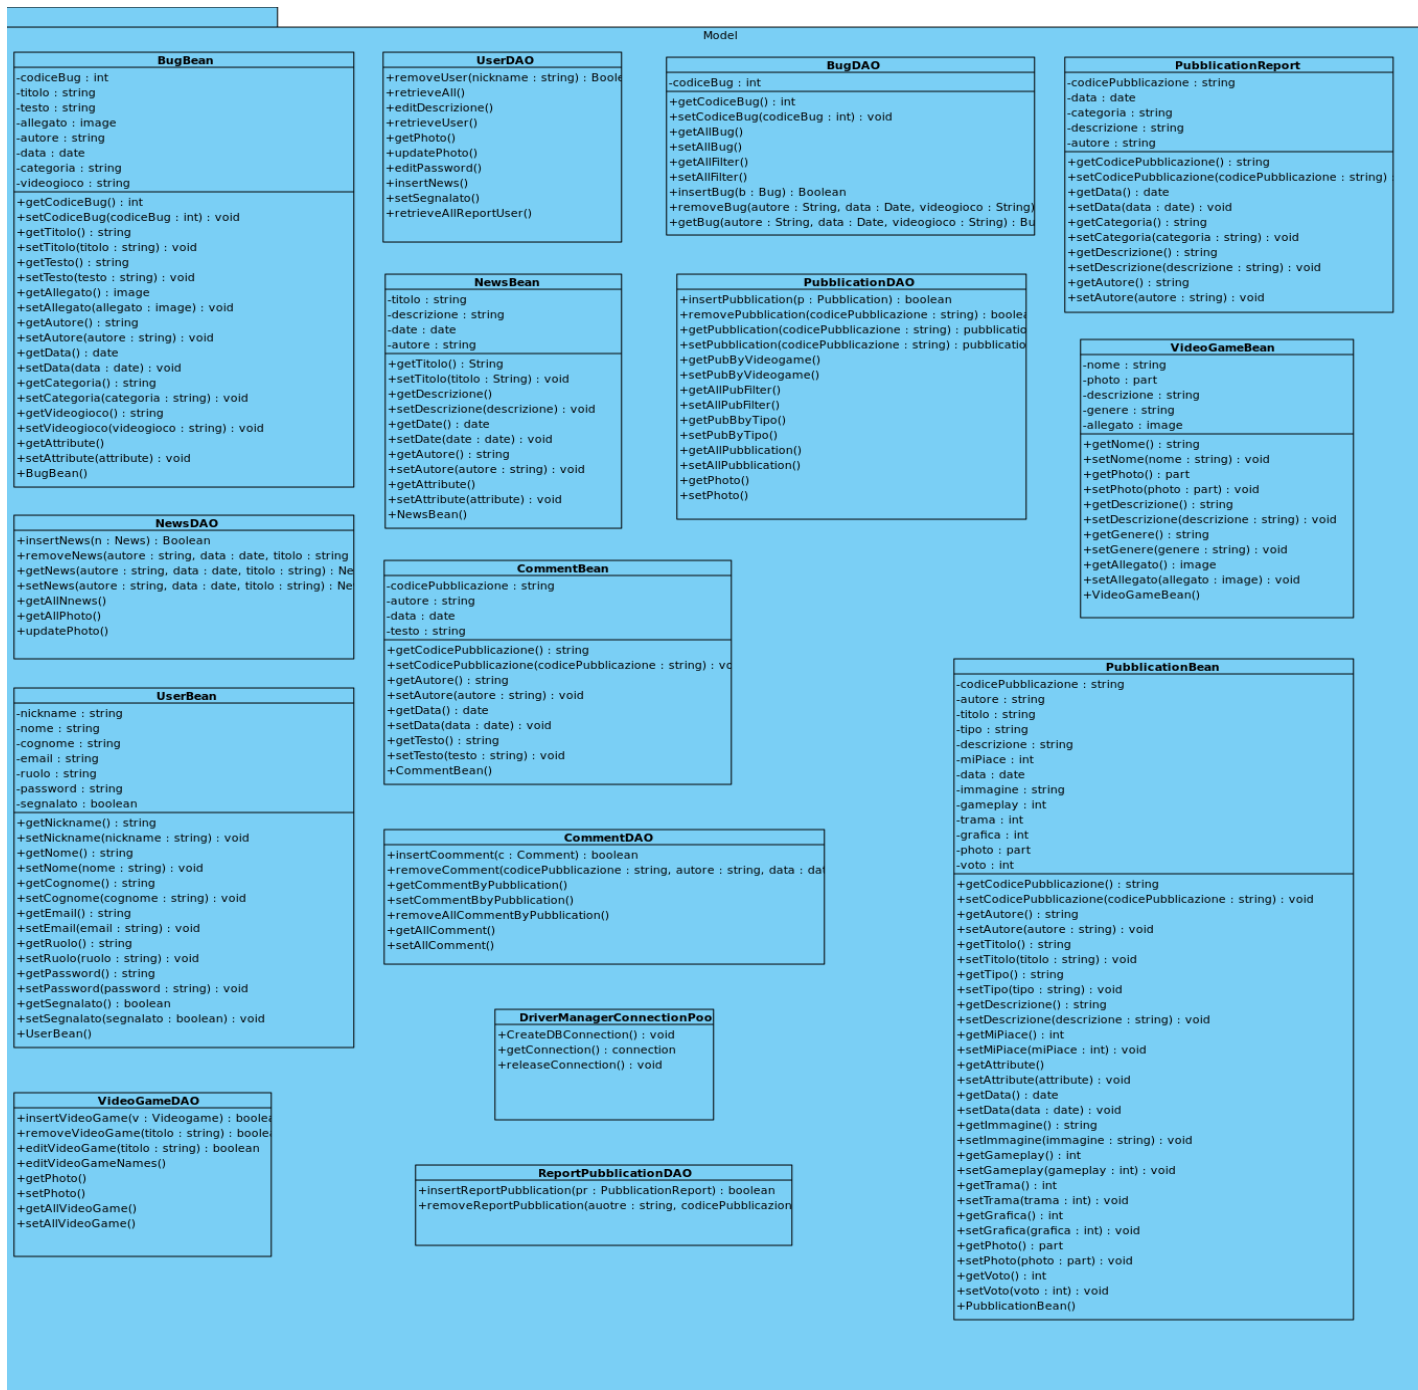 Model
BugBean
-codiceBug : int
-titolo : string
-testo : string
-allegato : image
-autore : string
-data : date
-categoria : string
-videogioco : string
+getCodiceBug() : int
+setCodiceBug(codiceBug : int) : void
+getTitolo() : string
+setTitolo(titolo : string) : void
+getTesto() : string
+setTesto(testo : string) : void
+getAllegato() : image
+setAllegato(allegato : image) : void
+getAutore() : string
+setAutore(autore : string) : void
+getData() : date
+setData(data : date) : void
+getCategoria() : string
+setCategoria(categoria : string) : void
+getVideogioco() : string
+setVideogioco(videogioco : string) : void
+getAttribute()
+setAttribute(attribute) : void
+BugBean()
UserDAO
+removeUser(nickname : string) : Boole
+retrieveAll()
+editDescrizione()
+retrieveUser()
+getPhoto()
+updatePhoto()
+editPassword()
+insertNews()
+setSegnalato()
+retrieveAllReportUser()
BugDAO
-codiceBug : int
+getCodiceBug() : int
+setCodiceBug(codiceBug : int) : void
+getAllBug()
+setAllBug()
+getAllFilter()
+setAllFilter()
+insertBug(b : Bug) : Boolean
+removeBug(autore : String, data : Date, videogioco : String)
+getBug(autore : String, data : Date, videogioco : String) : Bu
PubblicationReport
-codicePubblicazione : string
-data : date
-categoria : string
-descrizione : string
-autore : string
+getCodicePubblicazione() : string
+setCodicePubblicazione(codicePubblicazione : string)
+getData() : date
+setData(data : date) : void
+getCategoria() : string
+setCategoria(categoria : string) : void
+getDescrizione() : string
+setDescrizione(descrizione : string) : void
+getAutore() : string
+setAutore(autore : string) : void
NewsBean
-titolo : string
-descrizione : string
-date : date
-autore : string
+getTitolo() : String
+setTitolo(titolo : String) : void
+getDescrizione()
+setDescrizione(descrizione) : void
+getDate() : date
+setDate(date : date) : void
+getAutore() : string
+setAutore(autore : string) : void
+getAttribute()
+setAttribute(attribute) : void
+NewsBean()
PubblicationDAO
+insertPubblication(p : Pubblication) : boolean
+removePubblication(codicePubblicazione : string) : boolea
+getPubblication(codicePubblicazione : string) : pubblicatio
+setPubblication(codicePubblicazione : string) : pubblicatio
+getPubByVideogame()
+setPubByVideogame()
+getAllPubFilter()
+setAllPubFilter()
+getPubBbyTipo()
+setPubByTipo()
+getAllPubblication()
+setAllPubblication()
+getPhoto()
+setPhoto()
VideoGameBean
-nome : string
-photo : part
-descrizione : string
-genere : string
-allegato : image
+getNome() : string
+setNome(nome : string) : void
+getPhoto() : part
+setPhoto(photo : part) : void
+getDescrizione() : string
+setDescrizione(descrizione : string) : void
+getGenere() : string
+setGenere(genere : string) : void
+getAllegato() : image
+setAllegato(allegato : image) : void
+VideoGameBean()
NewsDAO
+insertNews(n : News) : Boolean
+removeNews(autore : string, data : date, titolo : string
+getNews(autore : string, data : date, titolo : string) : Ne
+setNews(autore : string, data : date, titolo : string) : Ne
+getAllNnews()
+getAllPhoto()
+updatePhoto()
CommentBean
-codicePubblicazione : string
-autore : string
-data : date
-testo : string
+getCodicePubblicazione() : string
+setCodicePubblicazione(codicePubblicazione : string) : vo
+getAutore() : string
+setAutore(autore : string) : void
+getData() : date
+setData(data : date) : void
+getTesto() : string
+setTesto(testo : string) : void
+CommentBean()
UserBean
-nickname : string
-nome : string
-cognome : string
-email : string
-ruolo : string
-password : string
-segnalato : boolean
+getNickname() : string
+setNickname(nickname : string) : void
+getNome() : string
+setNome(nome : string) : void
+getCognome() : string
+setCognome(cognome : string) : void
+getEmail() : string
+setEmail(email : string) : void
+getRuolo() : string
+setRuolo(ruolo : string) : void
+getPassword() : string
+setPassword(password : string) : void
+getSegnalato() : boolean
+setSegnalato(segnalato : boolean) : void
+UserBean()
PubblicationBean
-codicePubblicazione : string
-autore : string
-titolo : string
-tipo : string
-descrizione : string
-miPiace : int
-data : date
-immagine : string
-gameplay : int
-trama : int
-grafica : int
-photo : part
-voto : int
+getCodicePubblicazione() : string
+setCodicePubblicazione(codicePubblicazione : string) : void
+getAutore() : string
+setAutore(autore : string) : void
+getTitolo() : string
+setTitolo(titolo : string) : void
+getTipo() : string
+setTipo(tipo : string) : void
+getDescrizione() : string
+setDescrizione(descrizione : string) : void
+getMiPiace() : int
+setMiPiace(miPiace : int) : void
+getAttribute()
+setAttribute(attribute) : void
+getData() : date
+setData(data : date) : void
+getImmagine() : string
+setImmagine(immagine : string) : void
+getGameplay() : int
+setGameplay(gameplay : int) : void
+getTrama() : int
+setTrama(trama : int) : void
+getGrafica() : int
+setGrafica(grafica : int) : void
+getPhoto() : part
+setPhoto(photo : part) : void
+getVoto() : int
+setVoto(voto : int) : void
+PubblicationBean()
CommentDAO
+insertCoomment(c : Comment) : boolean
+removeComment(codicePubblicazione : string, autore : string, data : dat
+getCommentByPubblication()
+setCommentBbyPubblication()
+removeAllCommentByPubblication()
+getAllComment()
+setAllComment()
DriverManagerConnectionPoo
+CreateDBConnection() : void
+getConnection() : connection
+releaseConnection() : void
VideoGameDAO
+insertVideoGame(v : Videogame) : boolea
+removeVideoGame(titolo : string) : boolea
+editVideoGame(titolo : string) : boolean
+editVideoGameNames()
+getPhoto()
+setPhoto()
+getAllVideoGame()
+setAllVideoGame()
ReportPubblicationDAO
+insertReportPubblication(pr : PubblicationReport) : boolean
+removeReportPubblication(auotre : string, codicePubblicazion